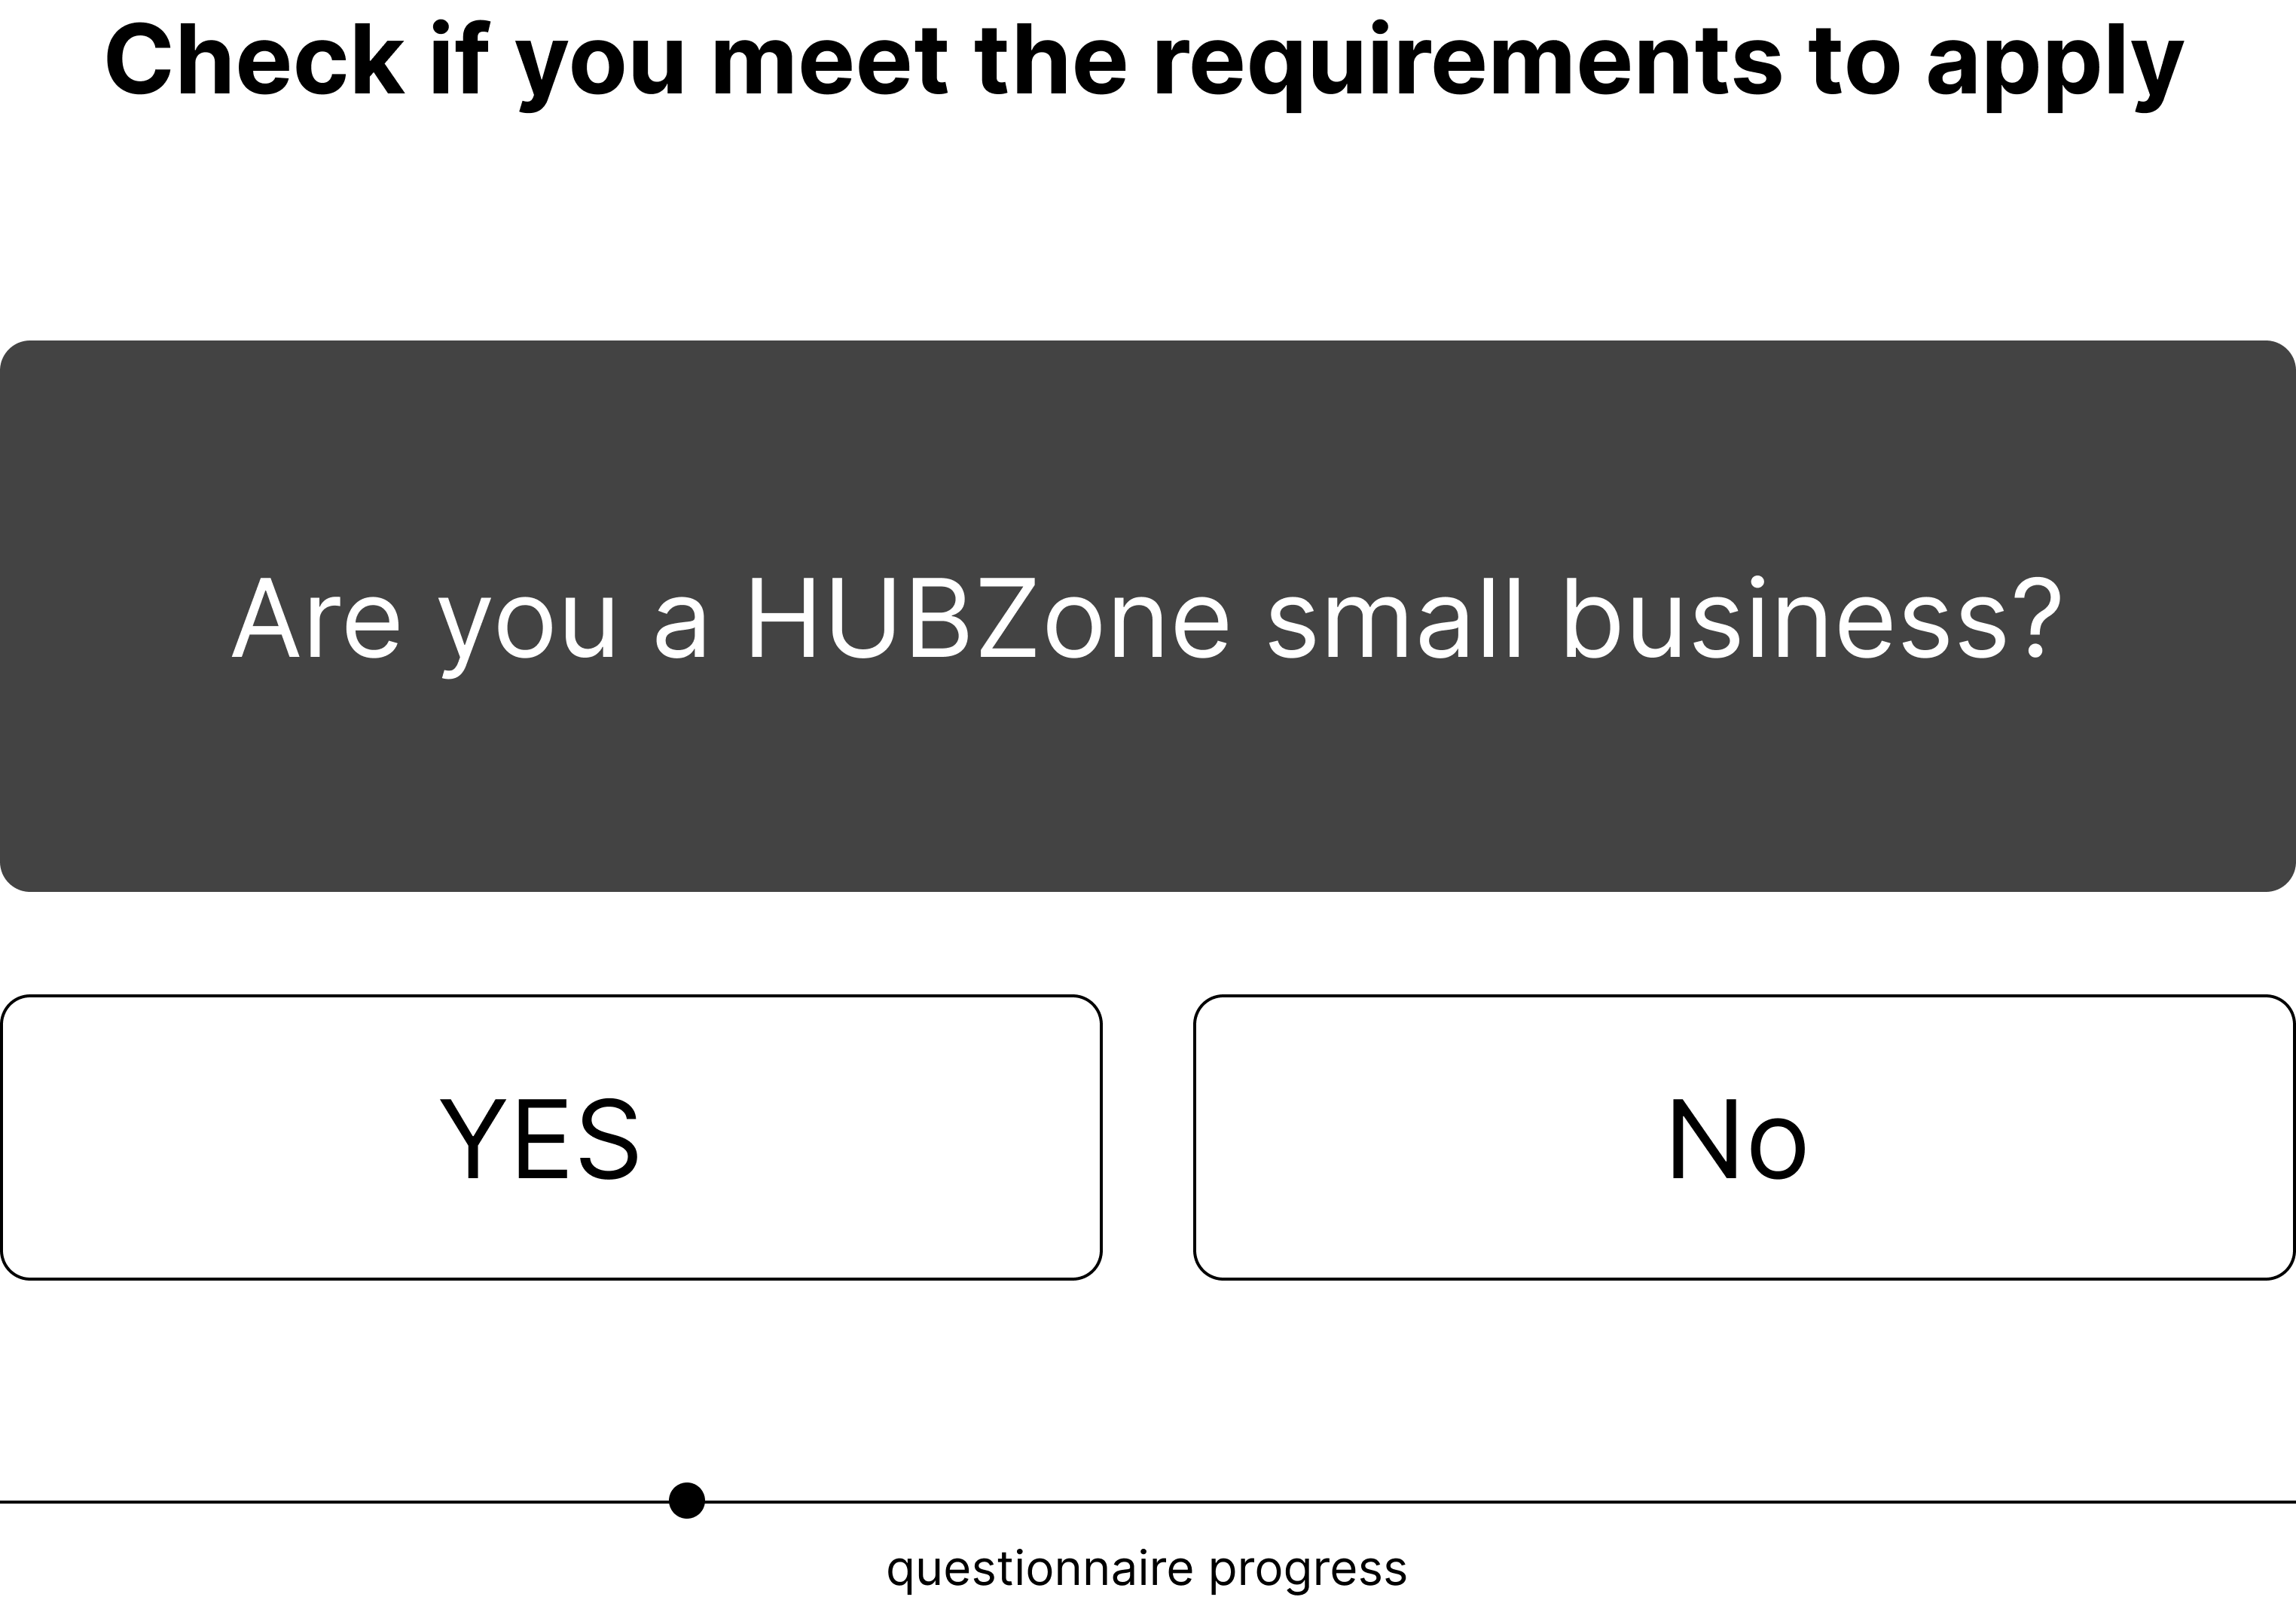 Check if you meet the requirements to apply
Are you a HUBZone small business?
YES
No
questionnaire progress